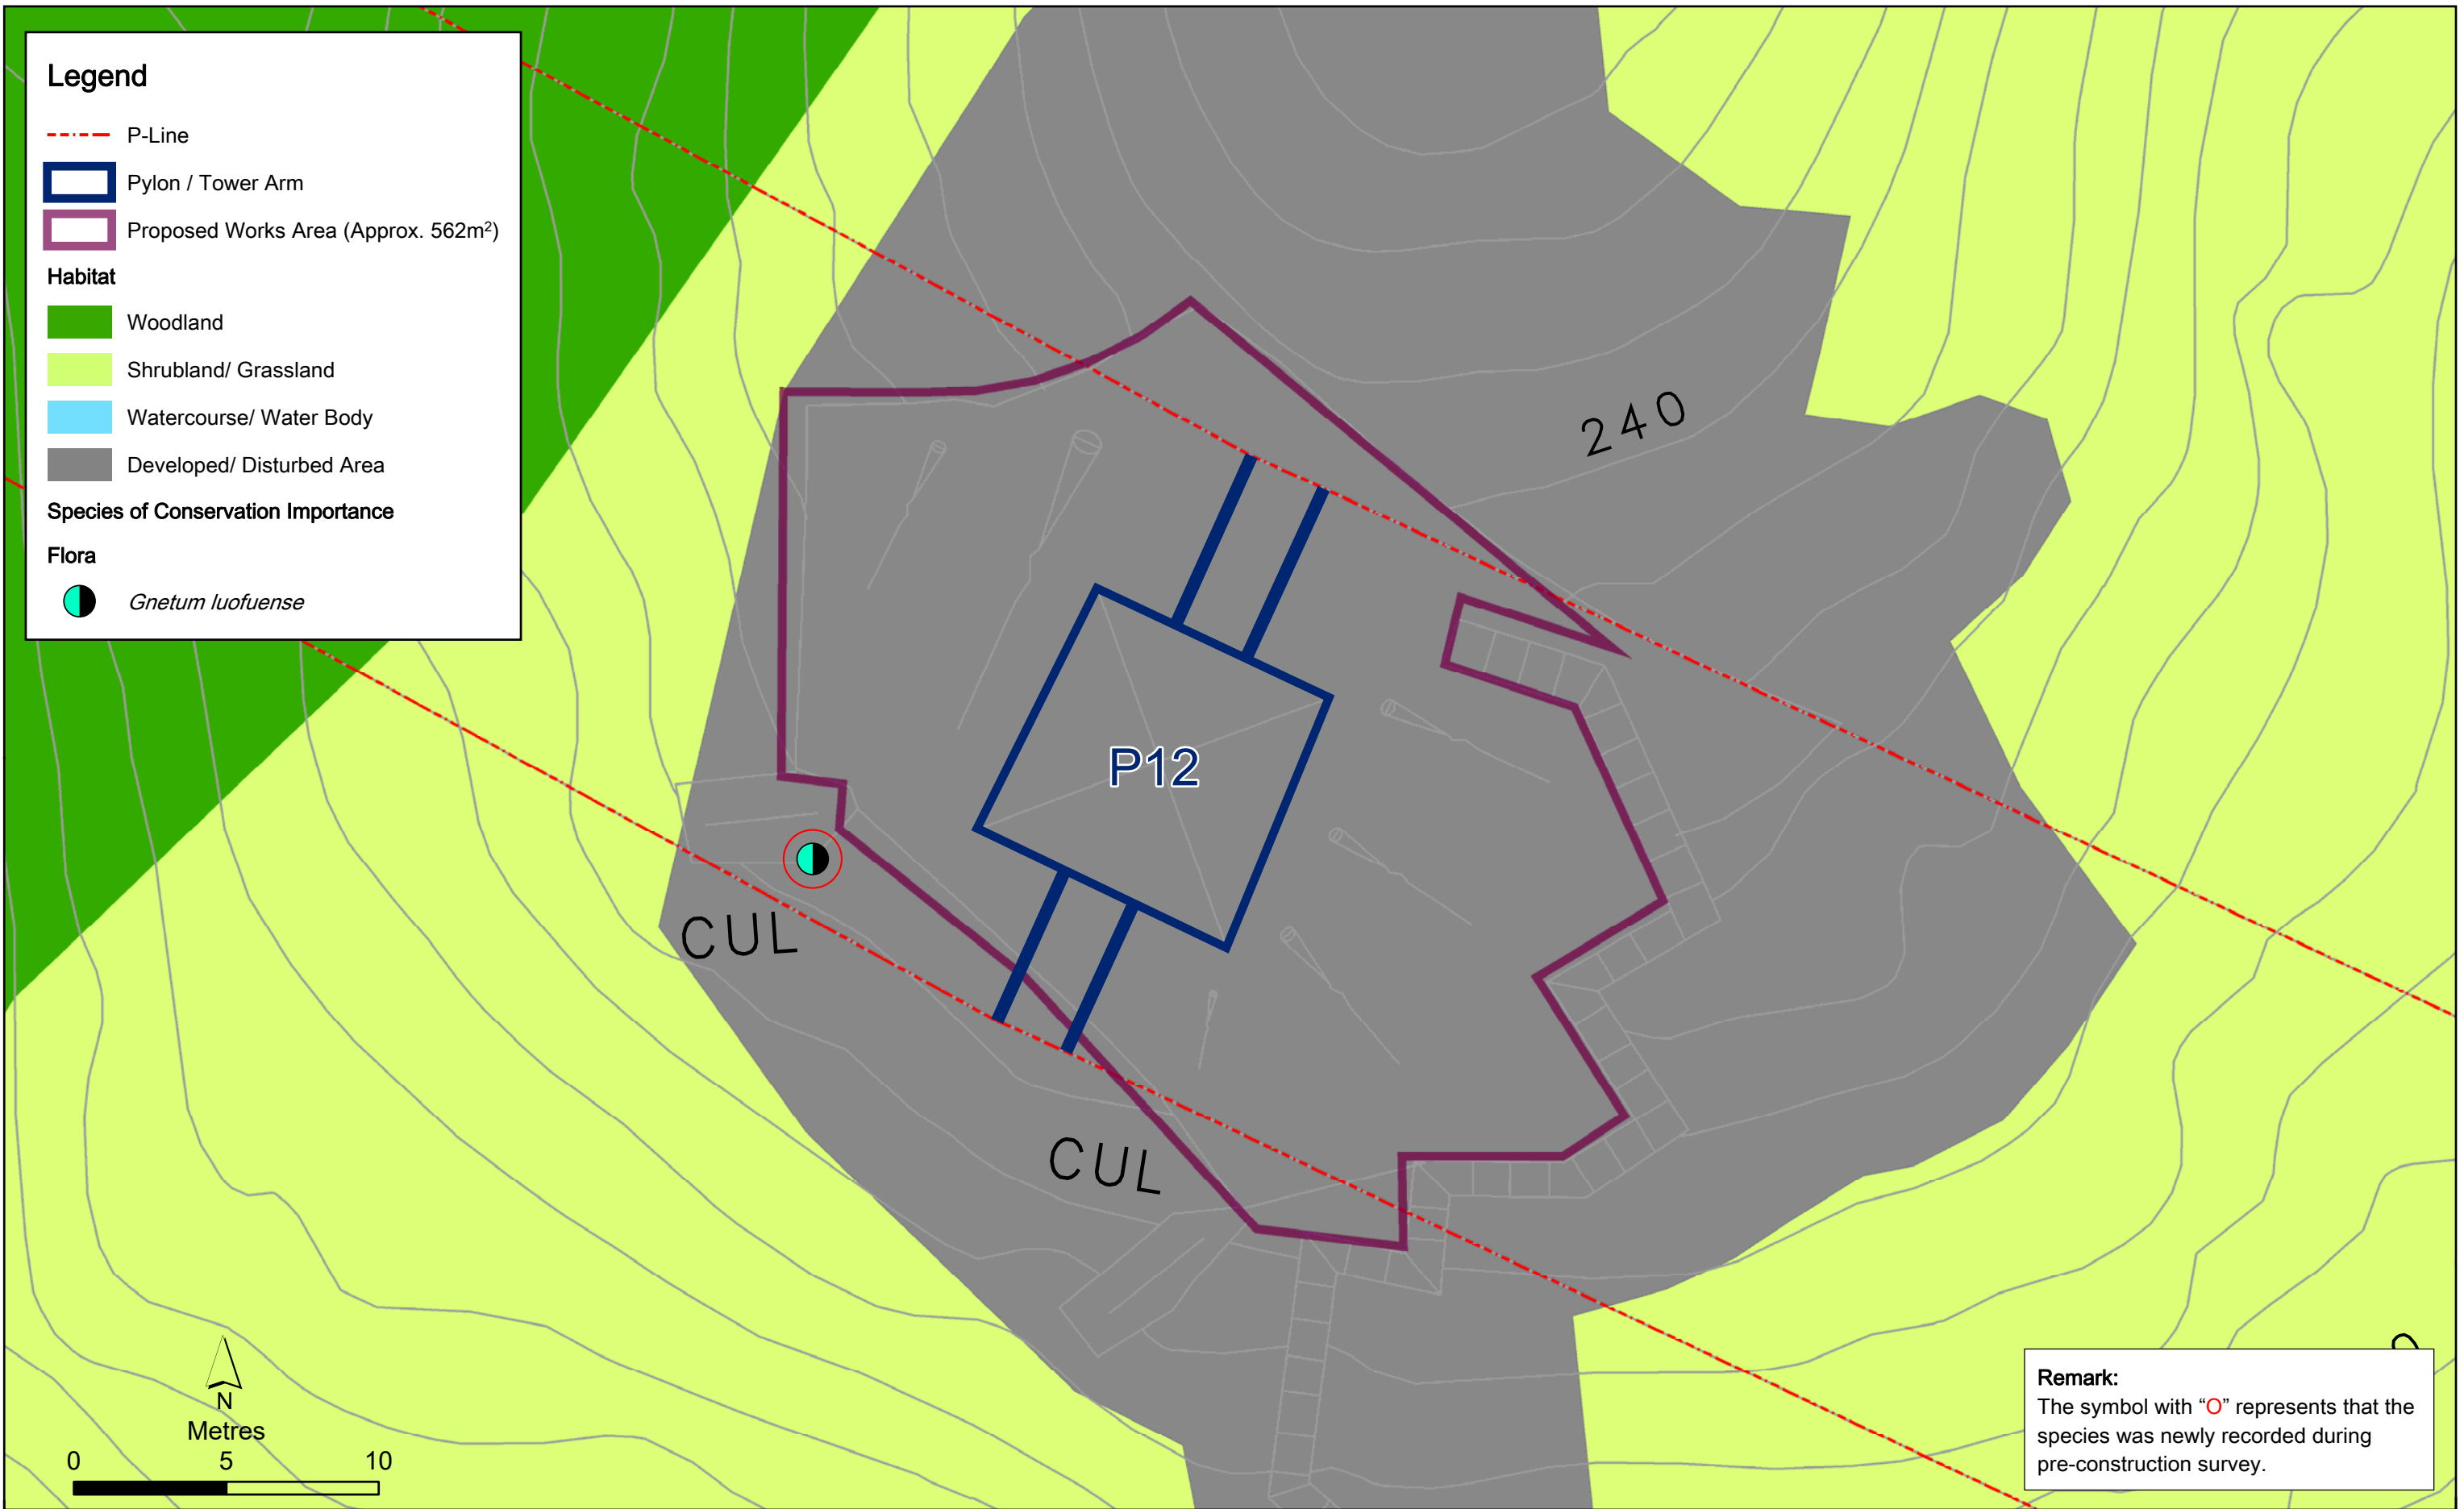 Legend
P-Line
Pylon / Tower Arm
Proposed Works Area (Approx. 562m²)
Habitat
Woodland
Shrubland/ Grassland
Watercourse/ Water Body
Developed/ Disturbed Area
Species of Conservation Importance
Flora
Gnetum luofuense
240
P12
CUL
CUL
N
Metres
0 5 10
Remark:
The symbol with “O” represents that the
species was newly recorded during
pre-construction survey.